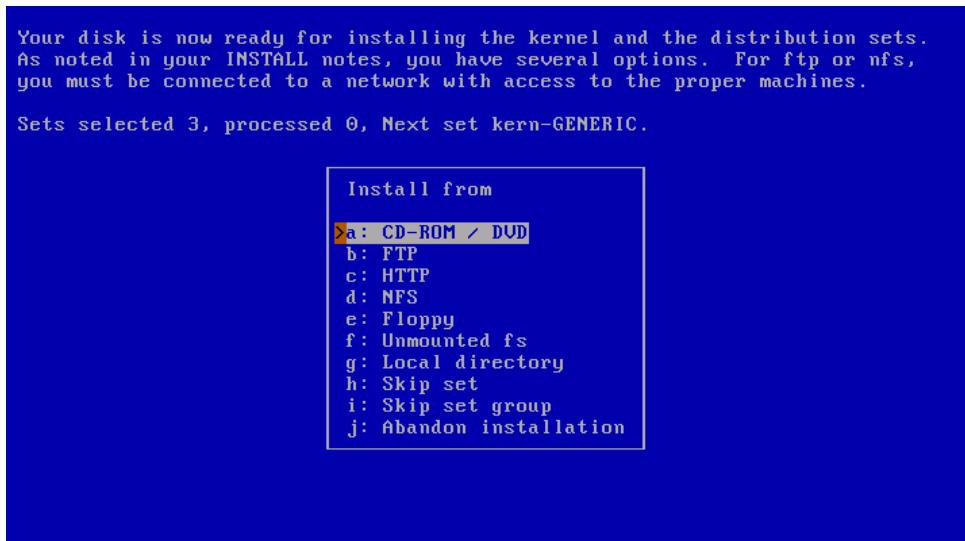 Your disk is now ready for installing the kernel and the distribution sets.
As noted in your INSTALL notes, you have several options.  For ftp or nfs,
you must be connected to a network with access to the proper machines.
Sets selected 3, processed 0, Next set kern-GENERIC.
Install from
>a: CD-ROM / DVD
b: FTP
c: HTTP
d: NFS
e: Floppy
f: Unmounted fs
g: Local directory
h: Skip set
i: Skip set group
j: Abandon installation